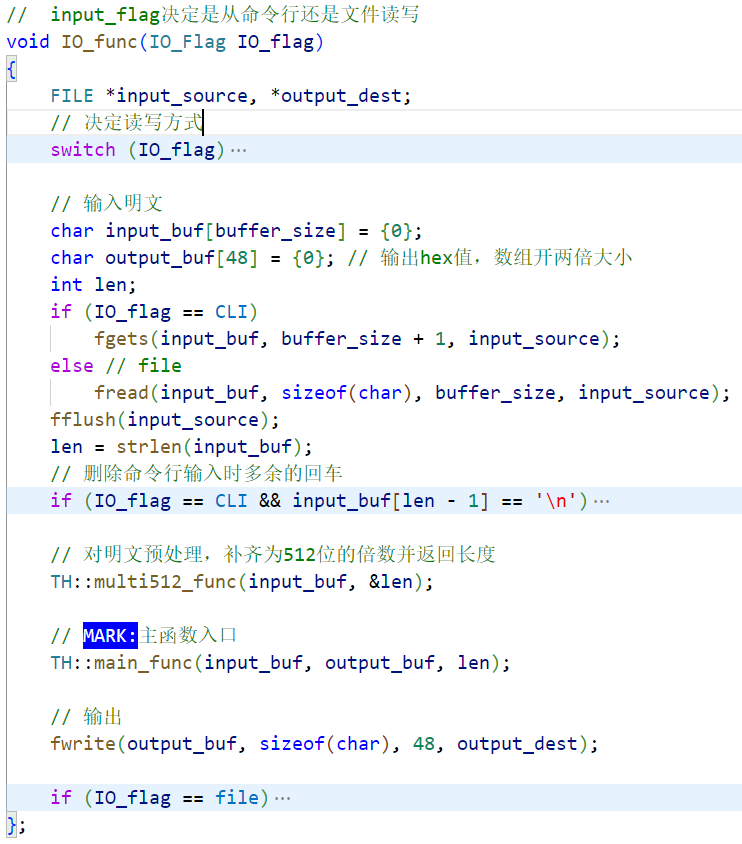 //  input_flag决定是从命令行还是文件读写
void IO_func(IO_Flag IO_flag)
{
    FILE *input_source, *output_dest;
    // 决定读写方式
    switch (IO_flag)···

    // 输入明文
    char input_buf[buffer_size] = {0};
    char output_buf[48] = {0}; // 输出hex值，数组开两倍大小
    int len;
    if (IO_flag == CLI)
        fgets(input_buf, buffer_size + 1, input_source);
    else // file
        fread(input_buf, sizeof(char), buffer_size, input_source);
    fflush(input_source);
    len = strlen(input_buf);
    // 删除命令行输入时多余的回车
    if (IO_flag == CLI && input_buf[len - 1] == '\n')···

    // 对明文预处理，补齐为512位的倍数并返回长度
    TH::multi512_func(input_buf, &len);

    // MARK:主函数入口
    TH::main_func(input_buf, output_buf, len);

    // 输出
    fwrite(output_buf, sizeof(char), 48, output_dest);

    if (IO_flag == file)···
};